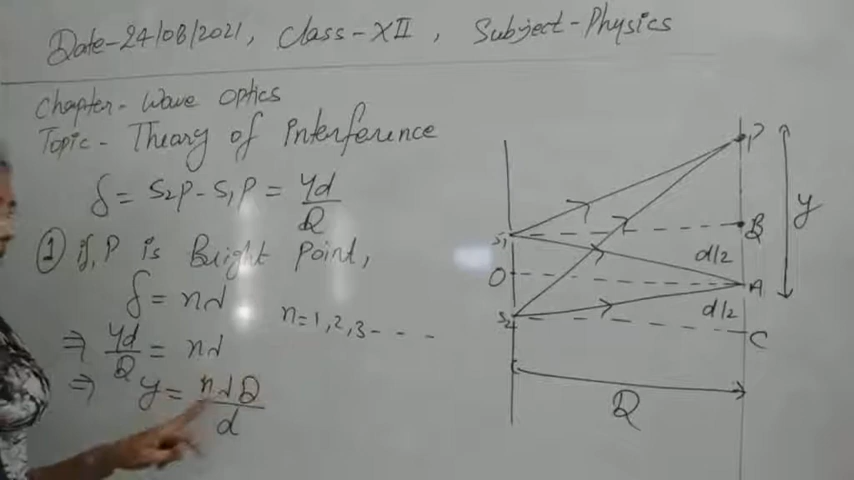 Date-24/08/2021, Class-XII, Subject-Physics
Chapter- Wave Optics
Topic- Theory of Interference
δ = S₂P - S₁P = yd/D
① if, P is Bright Point,
δ = nλ
n=1,2,3- - - -
⇒ yd/D = nλ
⇒ y = nλD/d
P
y
S₁
B
d/2
O
A
d/2
S₂
C
D